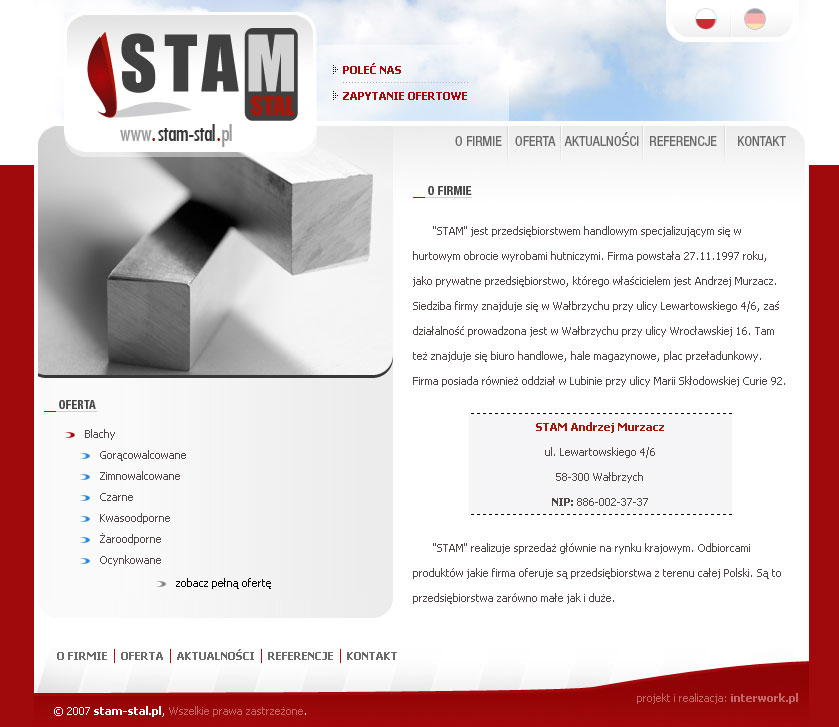 STAM
STAL
www.stam-stal.pl
POLEĆ NAS
ZAPYTANIE OFERTOWE
O FIRMIE OFERTA AKTUALNOŚCI REFERENCJE KONTAKT
O FIRMIE
"STAM" jest przedsiębiorstwem handlowym specjalizującym się w
hurtowym obrocie wyrobami hutniczymi. Firma powstała 27.11.1997 roku,
jako prywatne przedsiębiorstwo, którego właścicielem jest Andrzej Murzacz.
Siedziba firmy znajduje się w Wałbrzychu przy ulicy Lewartowskiego 4/6, zaś
działalność prowadzona jest w Wałbrzychu przy ulicy Wrocławskiej 16. Tam
też znajduje się biuro handlowe, hale magazynowe, plac przeładunkowy.
Firma posiada również oddział w Lubinie przy ulicy Marii Skłodowskiej Curie 92.
STAM Andrzej Murzacz
ul. Lewartowskiego 4/6
58-300 Wałbrzych
NIP: 886-002-37-37
"STAM" realizuje sprzedaż głównie na rynku krajowym. Odbiorcami
produktów jakie firma oferuje są przedsiębiorstwa z terenu całej Polski. Są to
przedsiębiorstwa zarówno małe jak i duże.
OFERTA
Blachy
Gorącowalcowane
Zimnowalcowane
Czarne
Kwasoodporne
Żaroodporne
Ocynkowane
zobacz pełną ofertę
O FIRMIE OFERTA AKTUALNOŚCI REFERENCJE KONTAKT
projekt i realizacja: interwork.pl
© 2007 stam-stal.pl, Wszelkie prawa zastrzeżone.